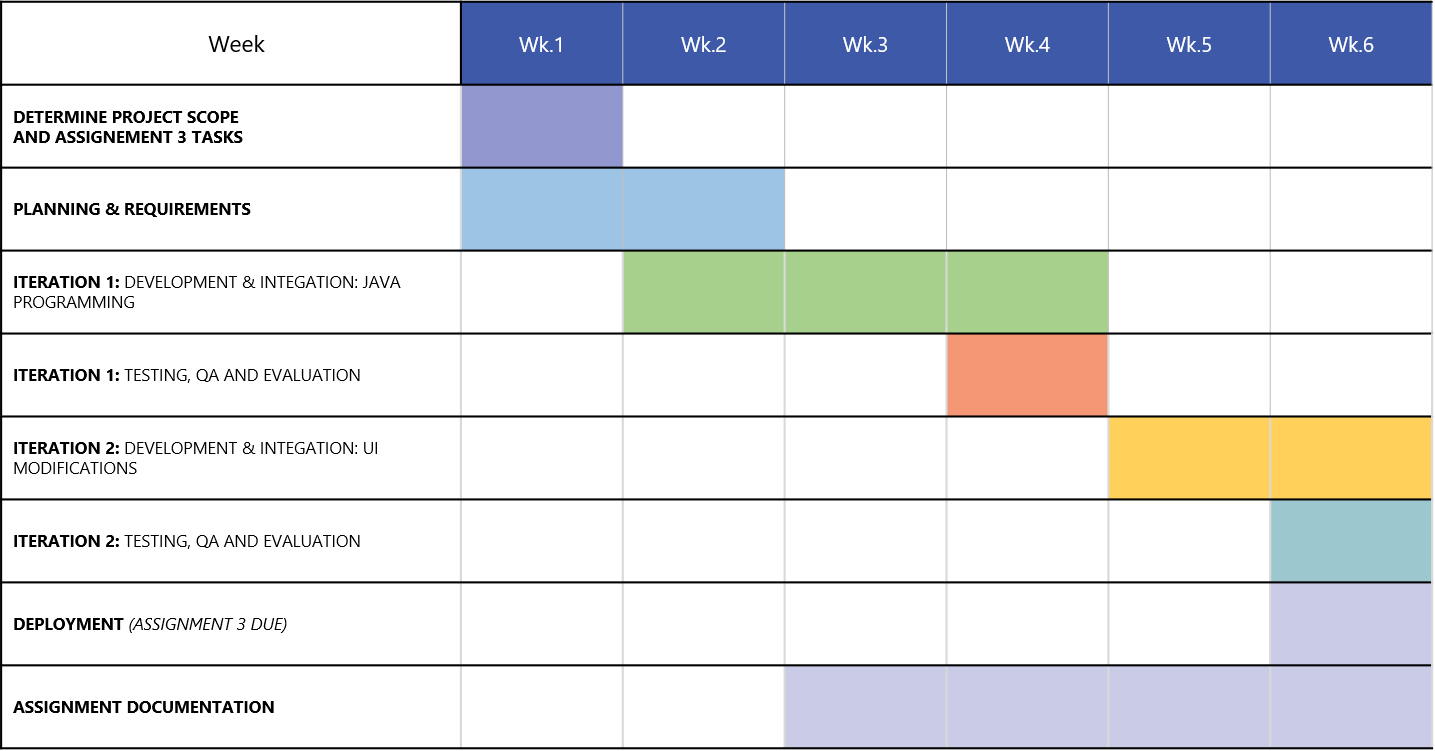 Week Wk.1 Wk.2 Wk.3 Wk.4 Wk.5 Wk.6
DETERMINE PROJECT SCOPE
AND ASSIGNEMENT 3 TASKS
PLANNING & REQUIREMENTS
ITERATION 1: DEVELOPMENT & INTEGATION: JAVA
PROGRAMMING
ITERATION 1: TESTING, QA AND EVALUATION
ITERATION 2: DEVELOPMENT & INTEGATION: UI
MODIFICATIONS
ITERATION 2: TESTING, QA AND EVALUATION
DEPLOYMENT (ASSIGNMENT 3 DUE)
ASSIGNMENT DOCUMENTATION